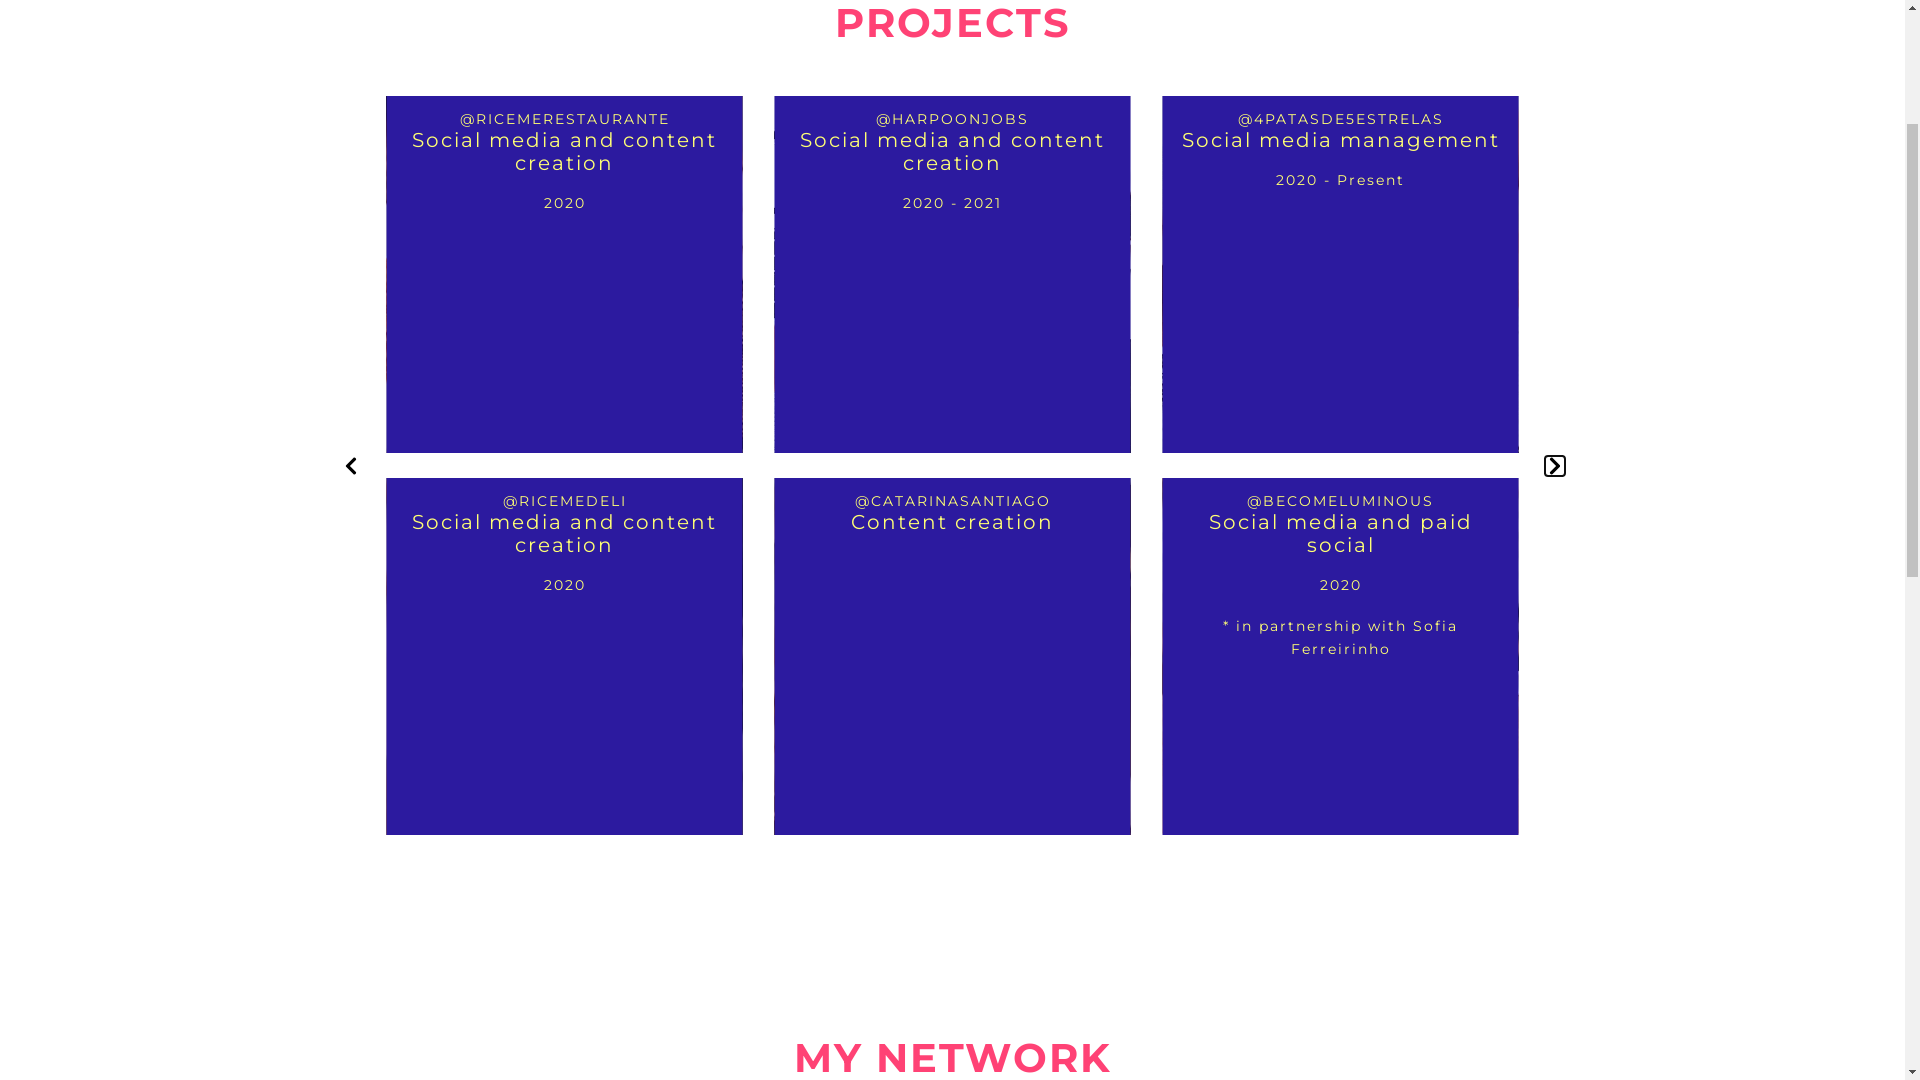 PROJECTS
@RICEMERESTAURANTE
Social media and content
creation
2020
@HARPOONJOBS
Social media and content
creation
2020 - 2021
@4PATASDE5ESTRELAS
Social media management
2020 - Present
@RICEMEDELI
Social media and content
creation
2020
@CATARINASANTIAGO
Content creation
@BECOMELUMINOUS
Social media and paid
social
2020
* in partnership with Sofia
Ferreirinho
MY NETWORK